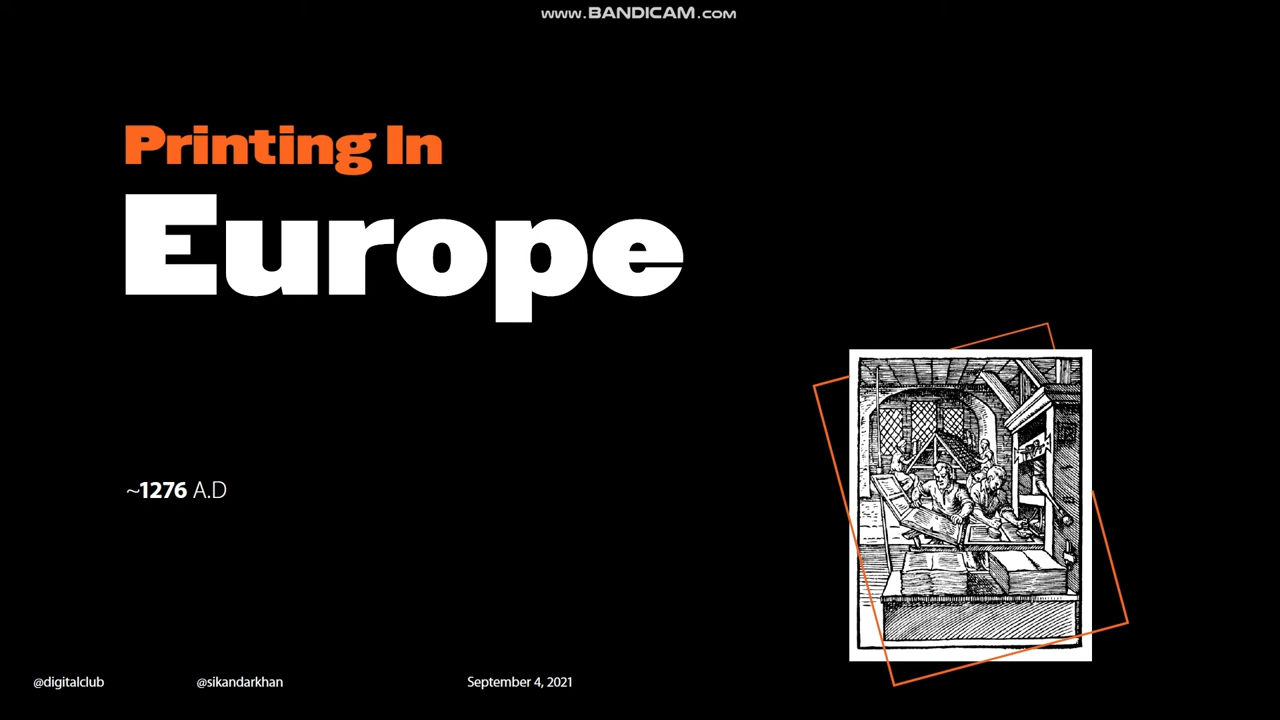 www.BANDICAM.com
Printing In
Europe
~1276 A.D
@digitalclub
@sikandarkhan
September 4, 2021